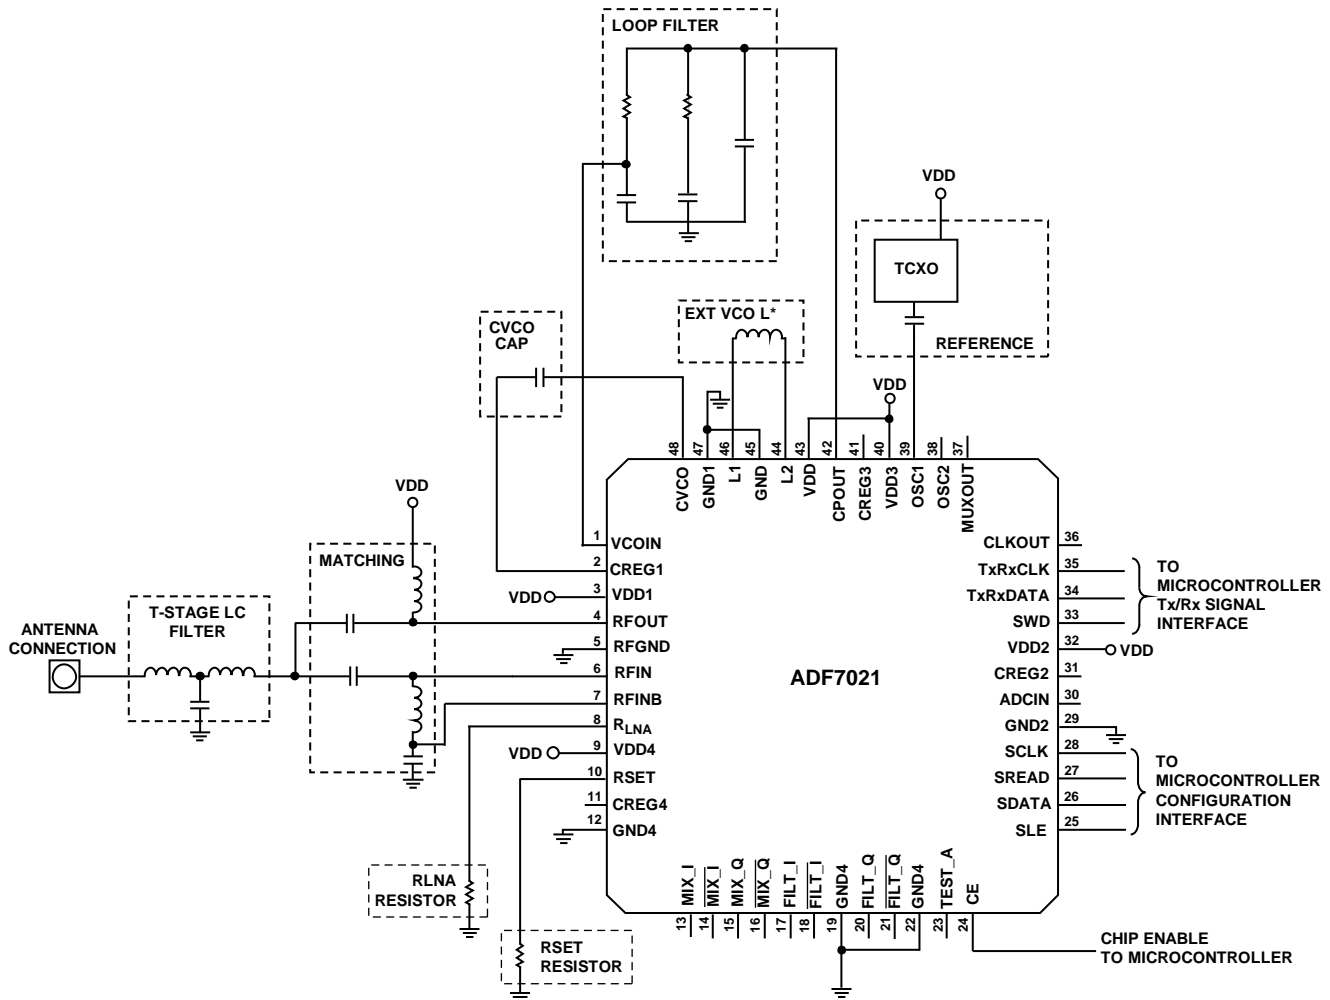 LOOP FILTER
VDD
TCXO
REFERENCE
CVCO
CAP
EXT VCO L*
VDD
48
47
46
45
44
43
42
41
40
39
38
37
CVCO
GND1
L1
GND
L2
VDD
CPOUT
CREG3
VDD3
OSC1
OSC2
MUXOUT
VDD
MATCHING
T-STAGE LC
FILTER
ANTENNA
CONNECTION
1 VCOIN
2 CREG1
VDD 3 VDD1
4 RFOUT
5 RFGND
6 RFIN
7 RFINB
8 RLNA
VDD 9 VDD4
10 RSET
11 CREG4
12 GND4
ADF7021
CLKOUT 36
TxRxCLK 35
TxRxDATA 34
SWD 33
VDD2 32 VDD
CREG2 31
ADCIN 30
GND2 29
SCLK 28
SREAD 27
SDATA 26
SLE 25
TO
MICROCONTROLLER
Tx/Rx SIGNAL
INTERFACE
TO
MICROCONTROLLER
CONFIGURATION
INTERFACE
MIX_I
MIX_I
MIX_Q
MIX_Q
FILT_I
FILT_I
GND4
FILT_Q
FILT_Q
GND4
TEST_A
CE
13
14
15
16
17
18
19
20
21
22
23
24
RLNA
RESISTOR
RSET
RESISTOR
CHIP ENABLE
TO MICROCONTROLLER